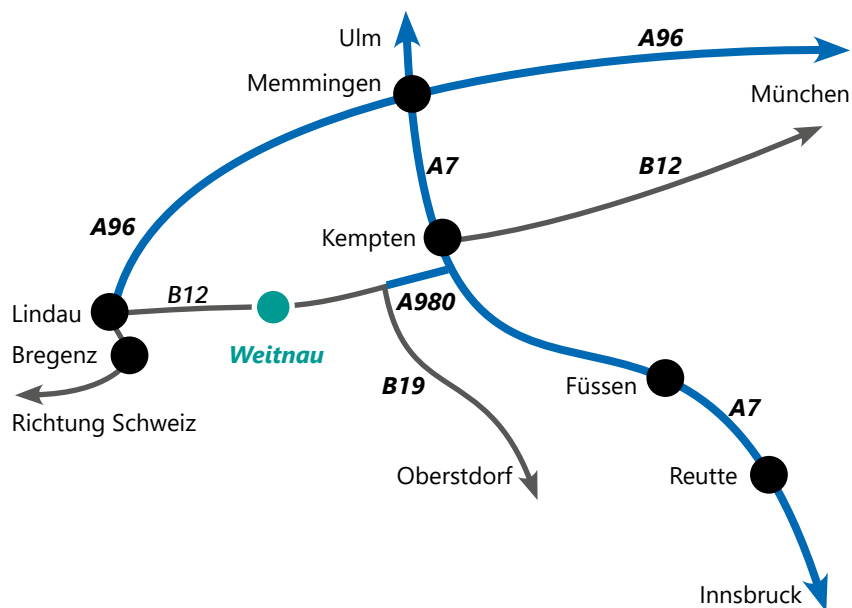 Ulm
A96
Memmingen
München
A7
B12
A96
Kempten
B12
A980
Lindau
Weitnau
Bregenz
B19
Füssen
A7
Richtung Schweiz
Oberstdorf
Reutte
Innsbruck